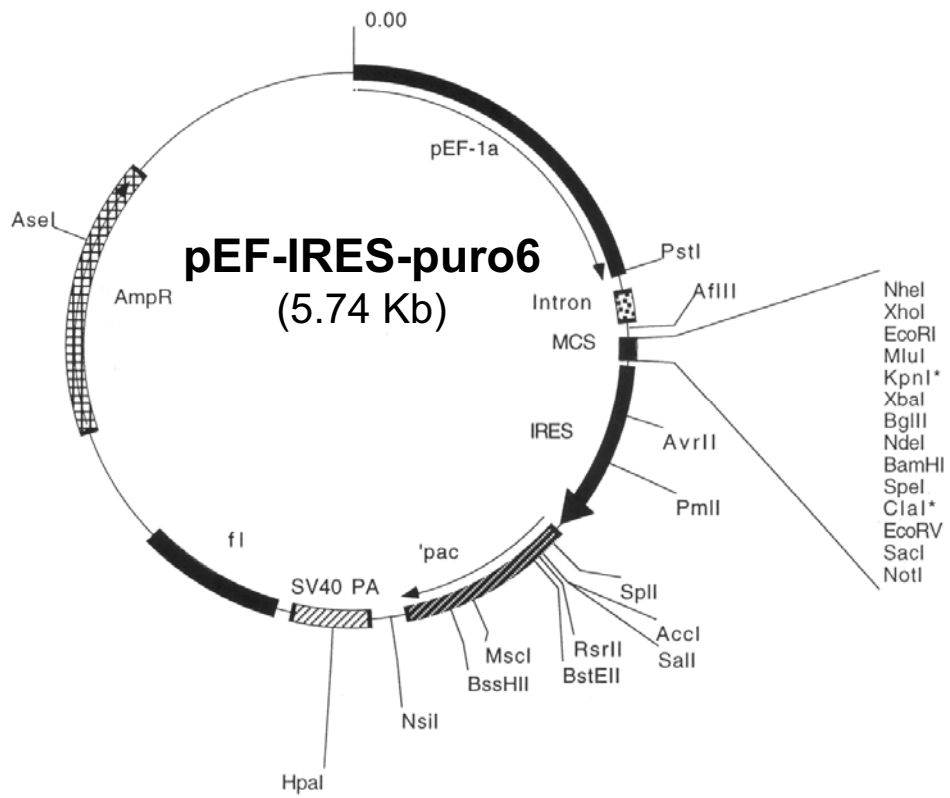 0.00
pEF-1a
AseI
pEF-IRES-puro6
(5.74 Kb)
PstI
AmpR
Intron
AflII
MCS
NheI
XhoI
EcoRI
MluI
KpnI*
XbaI
BglII
NdeI
BamHI
SpeI
ClaI*
EcoRV
SacI
NotI
IRES
AvrII
PmlI
fI
'pac
SV40 PA
SplI
AccI
SalI
RsrII
BstEII
MscI
BssHII
NsiI
HpaI